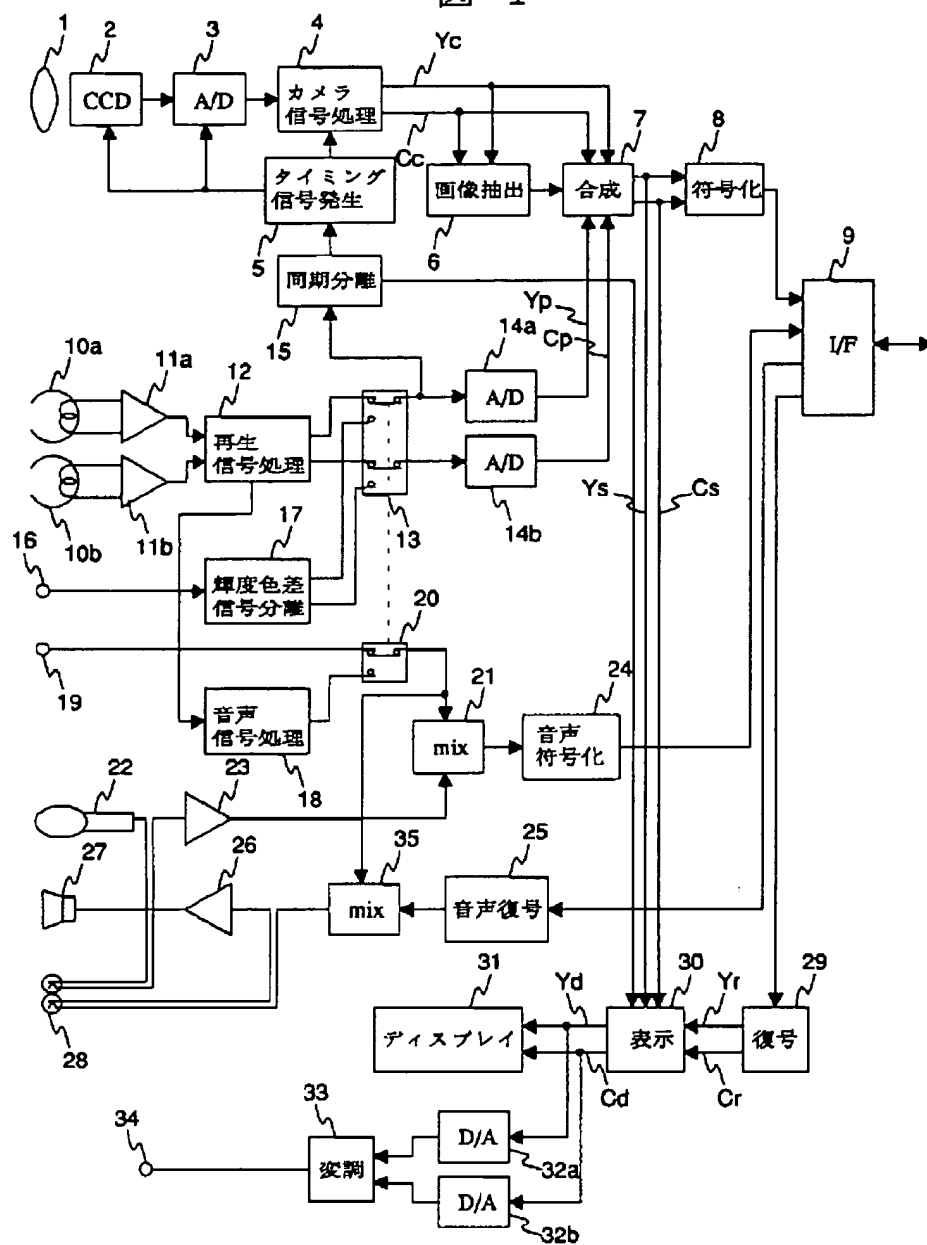 図 1
1
2
3
4
Yc
CCD
A/D
カメラ
信号処理
7
8
Cc
タイミング
信号発生
画像抽出
合成
符号化
5
6
9
同期分離
15
Yp
Cp
14a
I/F
10a
11a
12
A/D
再生
信号処理
A/D
Ys
Cs
10b
11b
13
14b
16
17
輝度色差
信号分離
20
19
21
24
音声
信号処理
mix
音声
符号化
18
22
23
27
26
35
25
mix
音声復号
28
31
Yd
30
Yr
29
ディスプレイ
表示
復号
Cd
Cr
33
34
D/A
変調
32a
D/A
32b